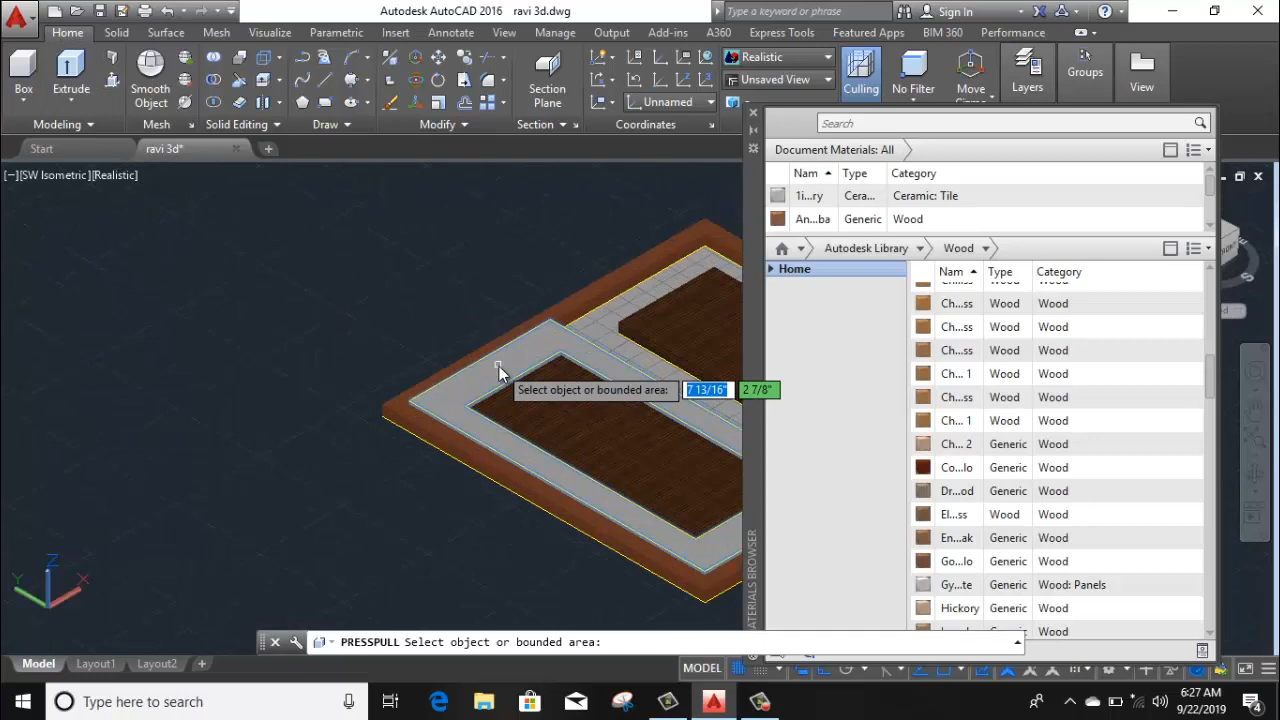 Autodesk AutoCAD 2016 ravi 3d.dwg
Type a keyword or phrase
Sign In
Home Solid Surface Mesh Visualize Parametric Insert Annotate View Manage Output Add-ins A360 Express Tools Featured Apps BIM 360 Performance
Realistic
Unsaved View
Box Extrude Smooth Object Section Plane Unnamed Culling No Filter Move Gizmo Layers Groups View
Modeling Mesh Solid Editing Draw Modify Section Coordinates
Start ravi 3d*
[−][SW Isometric][Realistic]
Search
Document Materials: All
Nam Type Category
1i...ry Cera... Ceramic: Tile
An...ba Generic Wood
Autodesk Library Wood
Home
Nam Type Category
Ch...ss Wood Wood
Ch...ss Wood Wood
Ch...ss Wood Wood
Ch... 1 Wood Wood
Ch...ss Wood Wood
Ch... 1 Wood Wood
Ch... 2 Generic Wood
Co...lo Generic Wood
Dr...od Generic Wood
El...ss Wood Wood
En...ak Generic Wood
Go...lo Generic Wood
Gy...te Generic Wood: Panels
Hickory Generic Wood
Select object or bounded area: 7 13/16" 2 7/8"
MATERIALS BROWSER
Z
Y X
PRESSPULL Select object or bounded area:
Model Layout1 Layout2
MODEL
Type here to search
6:27 AM
9/22/2019
4